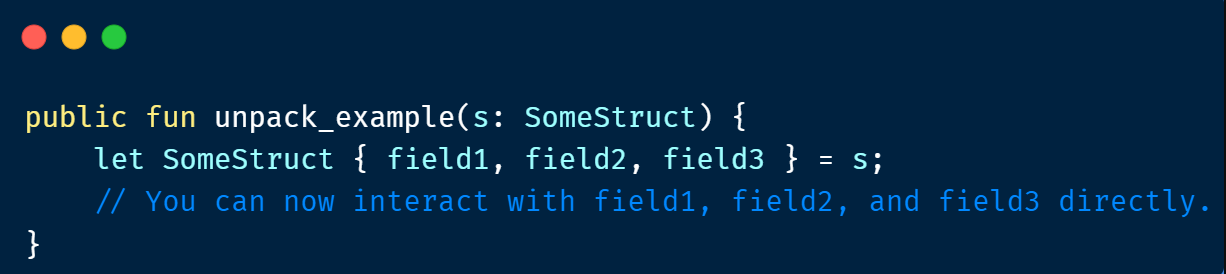 public fun unpack_example(s: SomeStruct) {
    let SomeStruct { field1, field2, field3 } = s;
    // You can now interact with field1, field2, and field3 directly.
}